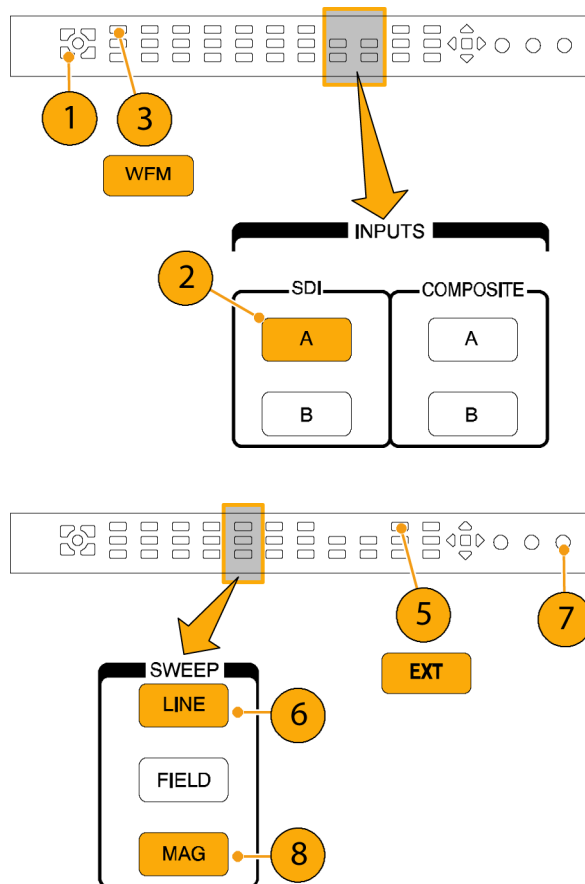 1
3
WFM
INPUTS
2
SDI
COMPOSITE
A
A
B
B
5
7
SWEEP
EXT
LINE
6
FIELD
MAG
8